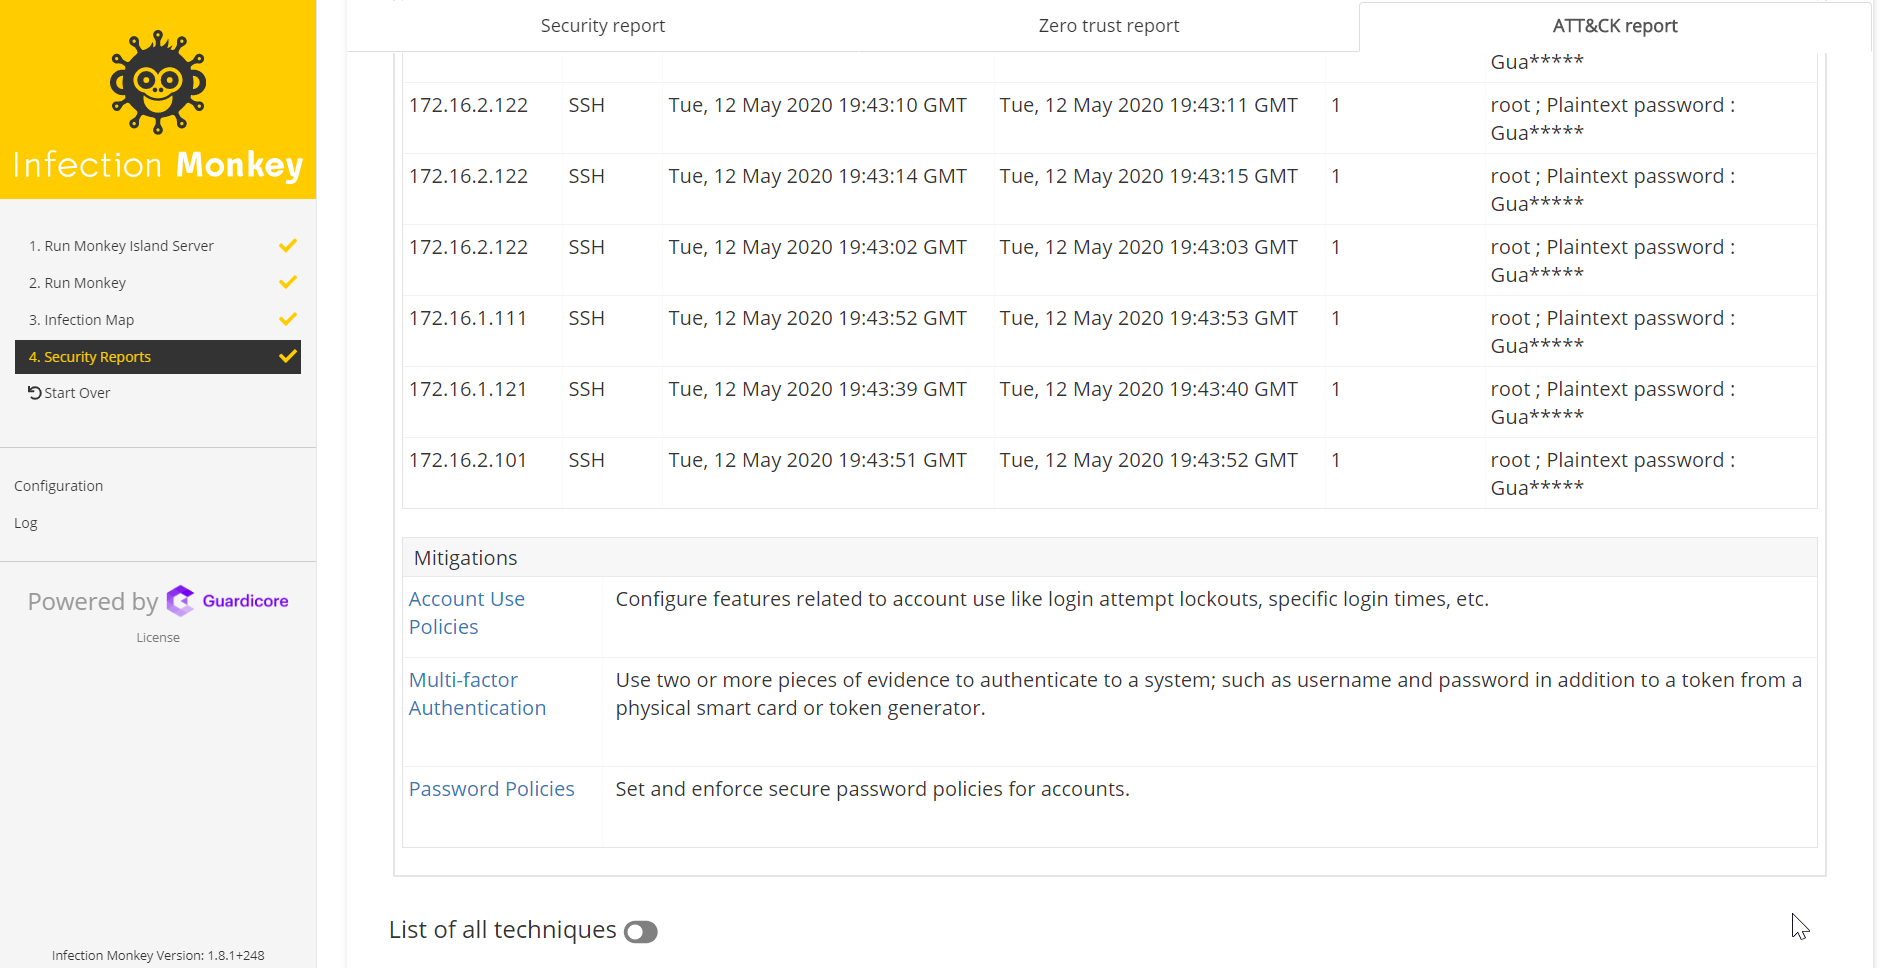 Infection Monkey
1. Run Monkey Island Server
2. Run Monkey
3. Infection Map
4. Security Reports
Start Over
Configuration
Log
Powered by Guardicore
License
Infection Monkey Version: 1.8.1+248
Security report Zero trust report ATT&CK report
Gua*****
172.16.2.122 SSH Tue, 12 May 2020 19:43:10 GMT Tue, 12 May 2020 19:43:11 GMT 1 root ; Plaintext password :
Gua*****
172.16.2.122 SSH Tue, 12 May 2020 19:43:14 GMT Tue, 12 May 2020 19:43:15 GMT 1 root ; Plaintext password :
Gua*****
172.16.2.122 SSH Tue, 12 May 2020 19:43:02 GMT Tue, 12 May 2020 19:43:03 GMT 1 root ; Plaintext password :
Gua*****
172.16.1.111 SSH Tue, 12 May 2020 19:43:52 GMT Tue, 12 May 2020 19:43:53 GMT 1 root ; Plaintext password :
Gua*****
172.16.1.121 SSH Tue, 12 May 2020 19:43:39 GMT Tue, 12 May 2020 19:43:40 GMT 1 root ; Plaintext password :
Gua*****
172.16.2.101 SSH Tue, 12 May 2020 19:43:51 GMT Tue, 12 May 2020 19:43:52 GMT 1 root ; Plaintext password :
Gua*****
Mitigations
Account Use Policies
Configure features related to account use like login attempt lockouts, specific login times, etc.
Multi-factor Authentication
Use two or more pieces of evidence to authenticate to a system; such as username and password in addition to a token from a
physical smart card or token generator.
Password Policies
Set and enforce secure password policies for accounts.
List of all techniques